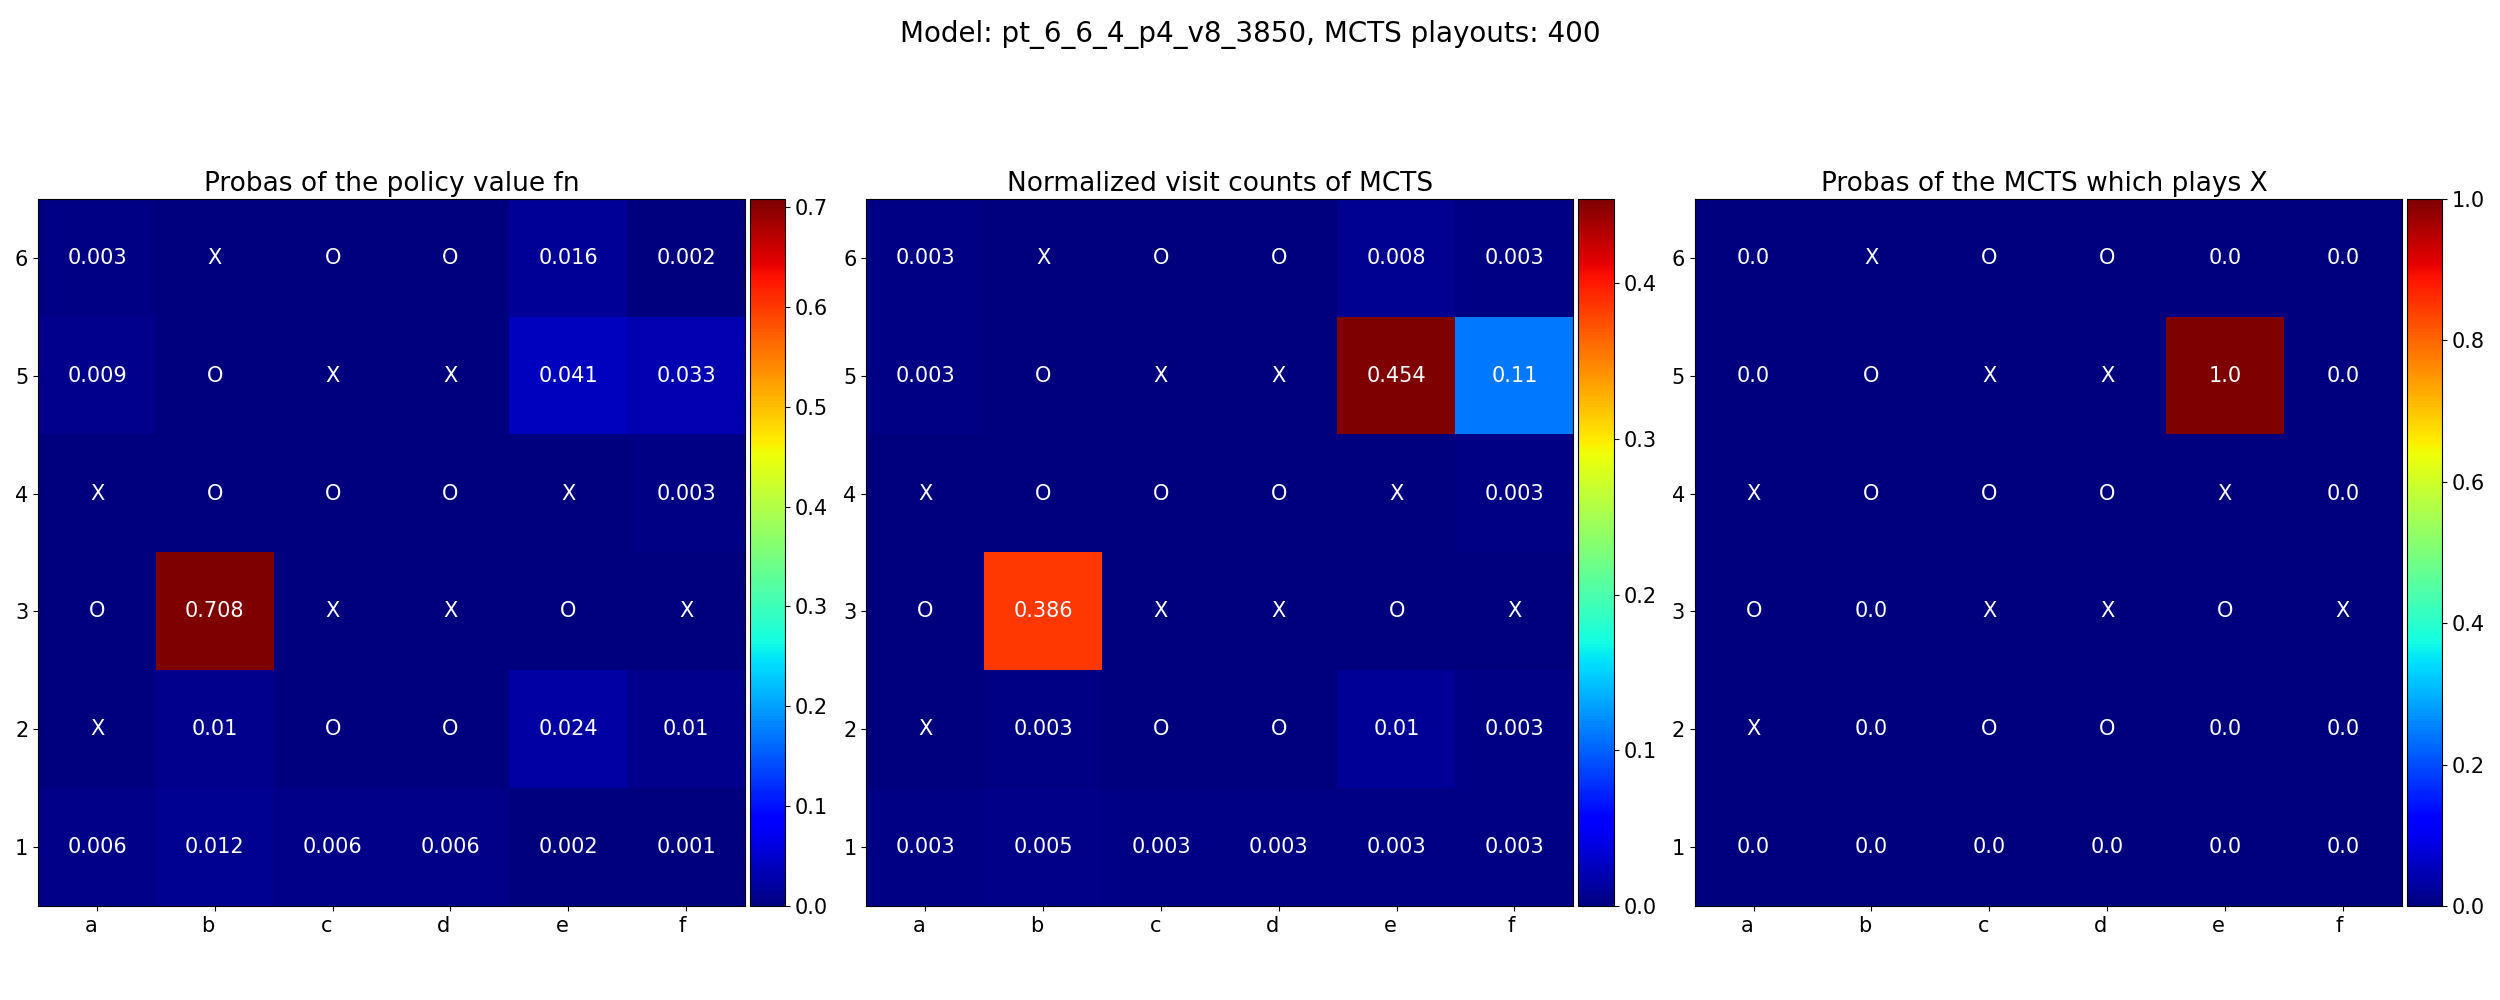 Model: pt_6_6_4_p4_v8_3850, MCTS playouts: 400
Probas of the policy value fn
6 0.003 X O O 0.016 0.002
5 0.009 O X X 0.041 0.033
4 X O O O X 0.003
3 O 0.708 X X O X
2 X 0.01 O O 0.024 0.01
1 0.006 0.012 0.006 0.006 0.002 0.001
a b c d e f
0.7
0.6
0.5
0.4
0.3
0.2
0.1
0.0
Normalized visit counts of MCTS
6 0.003 X O O 0.008 0.003
5 0.003 O X X 0.454 0.11
4 X O O O X 0.003
3 O 0.386 X X O X
2 X 0.003 O O 0.01 0.003
1 0.003 0.005 0.003 0.003 0.003 0.003
a b c d e f
0.4
0.3
0.2
0.1
0.0
Probas of the MCTS which plays X
6 0.0 X O O 0.0 0.0
5 0.0 O X X 1.0 0.0
4 X O O O X 0.0
3 O 0.0 X X O X
2 X 0.0 O O 0.0 0.0
1 0.0 0.0 0.0 0.0 0.0 0.0
a b c d e f
1.0
0.8
0.6
0.4
0.2
0.0